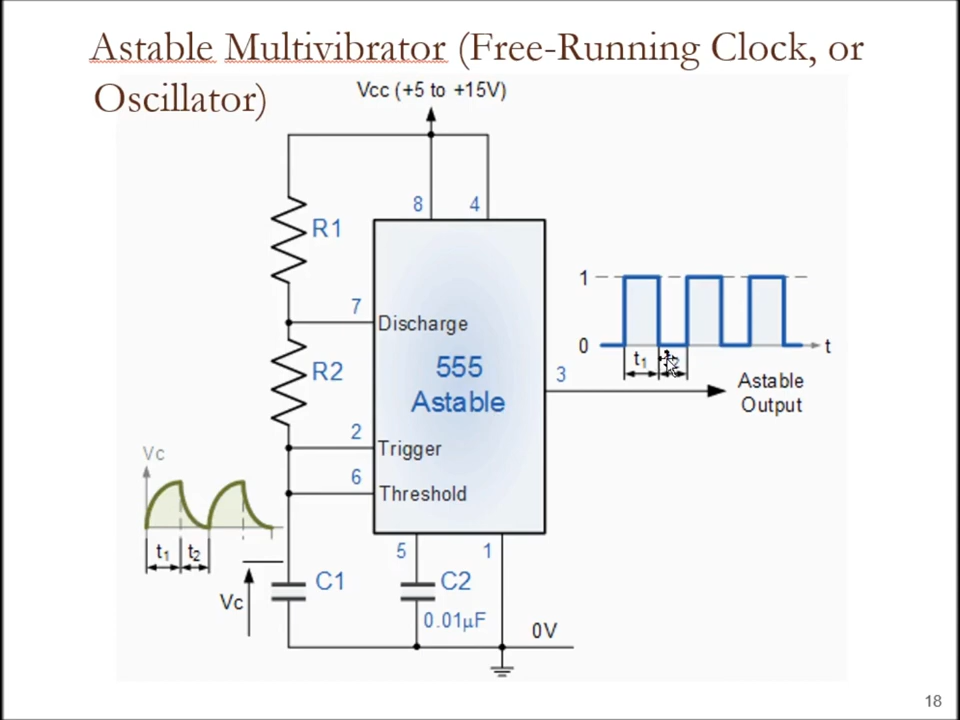 Astable Multivibrator (Free-Running Clock, or
Oscillator)
Vcc (+5 to +15V)
8
4
R1
7
Discharge
1
0
t
t1
3
Astable
Output
R2
555
Astable
2
Trigger
6
Threshold
Vc
t1
t2
5
1
C1
C2
Vc
0.01µF
0V
18